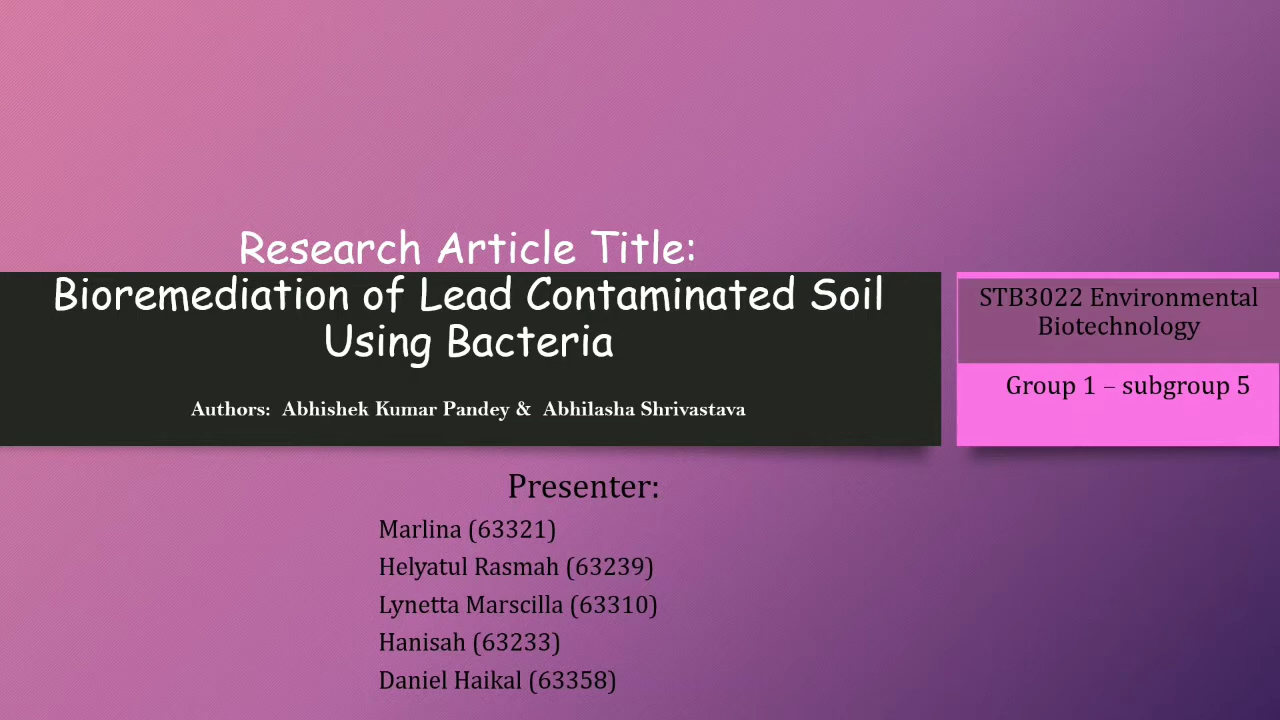 Research Article Title:
Bioremediation of Lead Contaminated Soil
Using Bacteria
Authors: Abhishek Kumar Pandey & Abhilasha Shrivastava
STB3022 Environmental
Biotechnology
Group 1 – subgroup 5
Presenter:
Marlina (63321)
Helyatul Rasmah (63239)
Lynetta Marscilla (63310)
Hanisah (63233)
Daniel Haikal (63358)